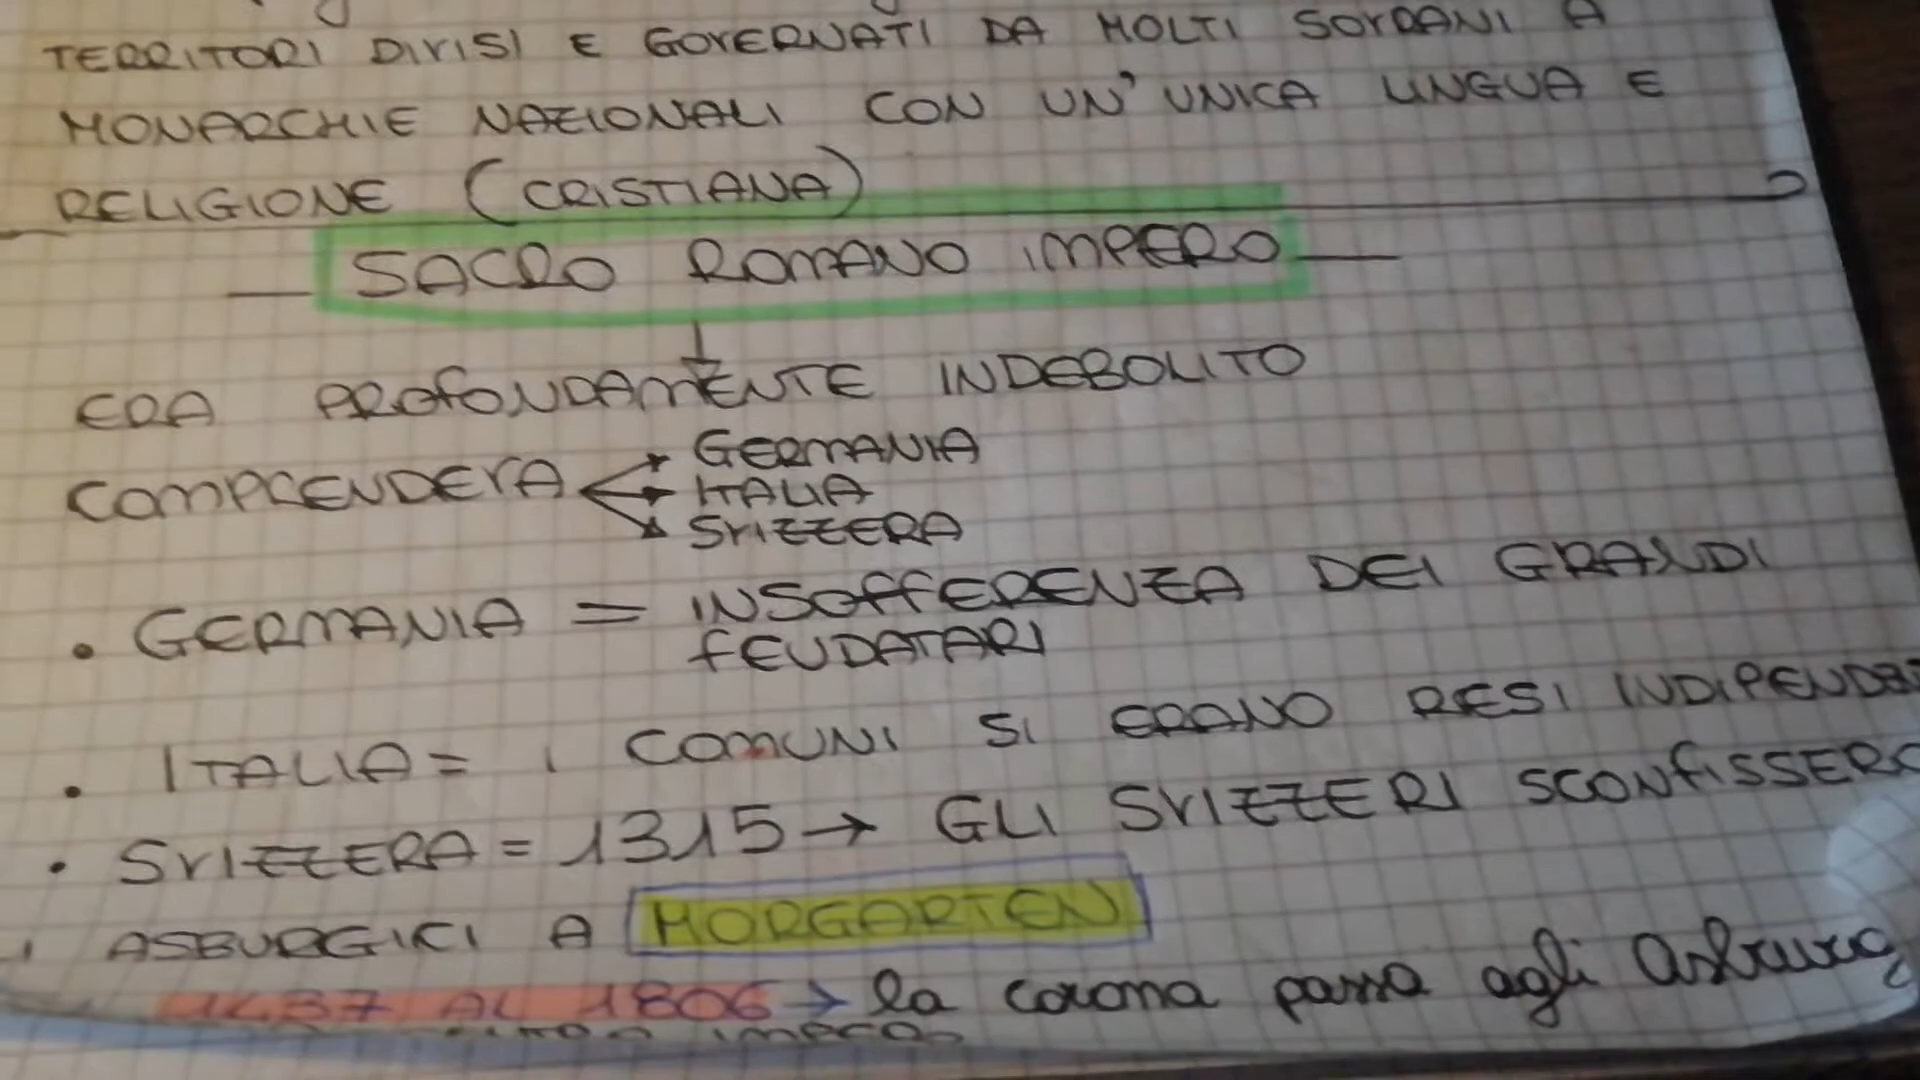 TERRITORI DIVISI E GOVERNATI DA MOLTI SOVRANI A
MONARCHIE NAZIONALI CON UN'UNICA LINGUA E
RELIGIONE (CRISTIANA)
SACRO ROMANO IMPERO
ERA PROFONDAMENTE INDEBOLITO
COMPRENDEVA
GERMANIA
ITALIA
SVIZZERA
• GERMANIA = INSOFFERENZA DEI GRANDI
FEUDATARI
• ITALIA = I COMUNI SI ERANO RESI
• SVIZZERA = 1315 → GLI SVIZZERI SCONFISSERO
I ASBURGICI A MORGARTEN
1437 AL 1806 → la corona passa agli